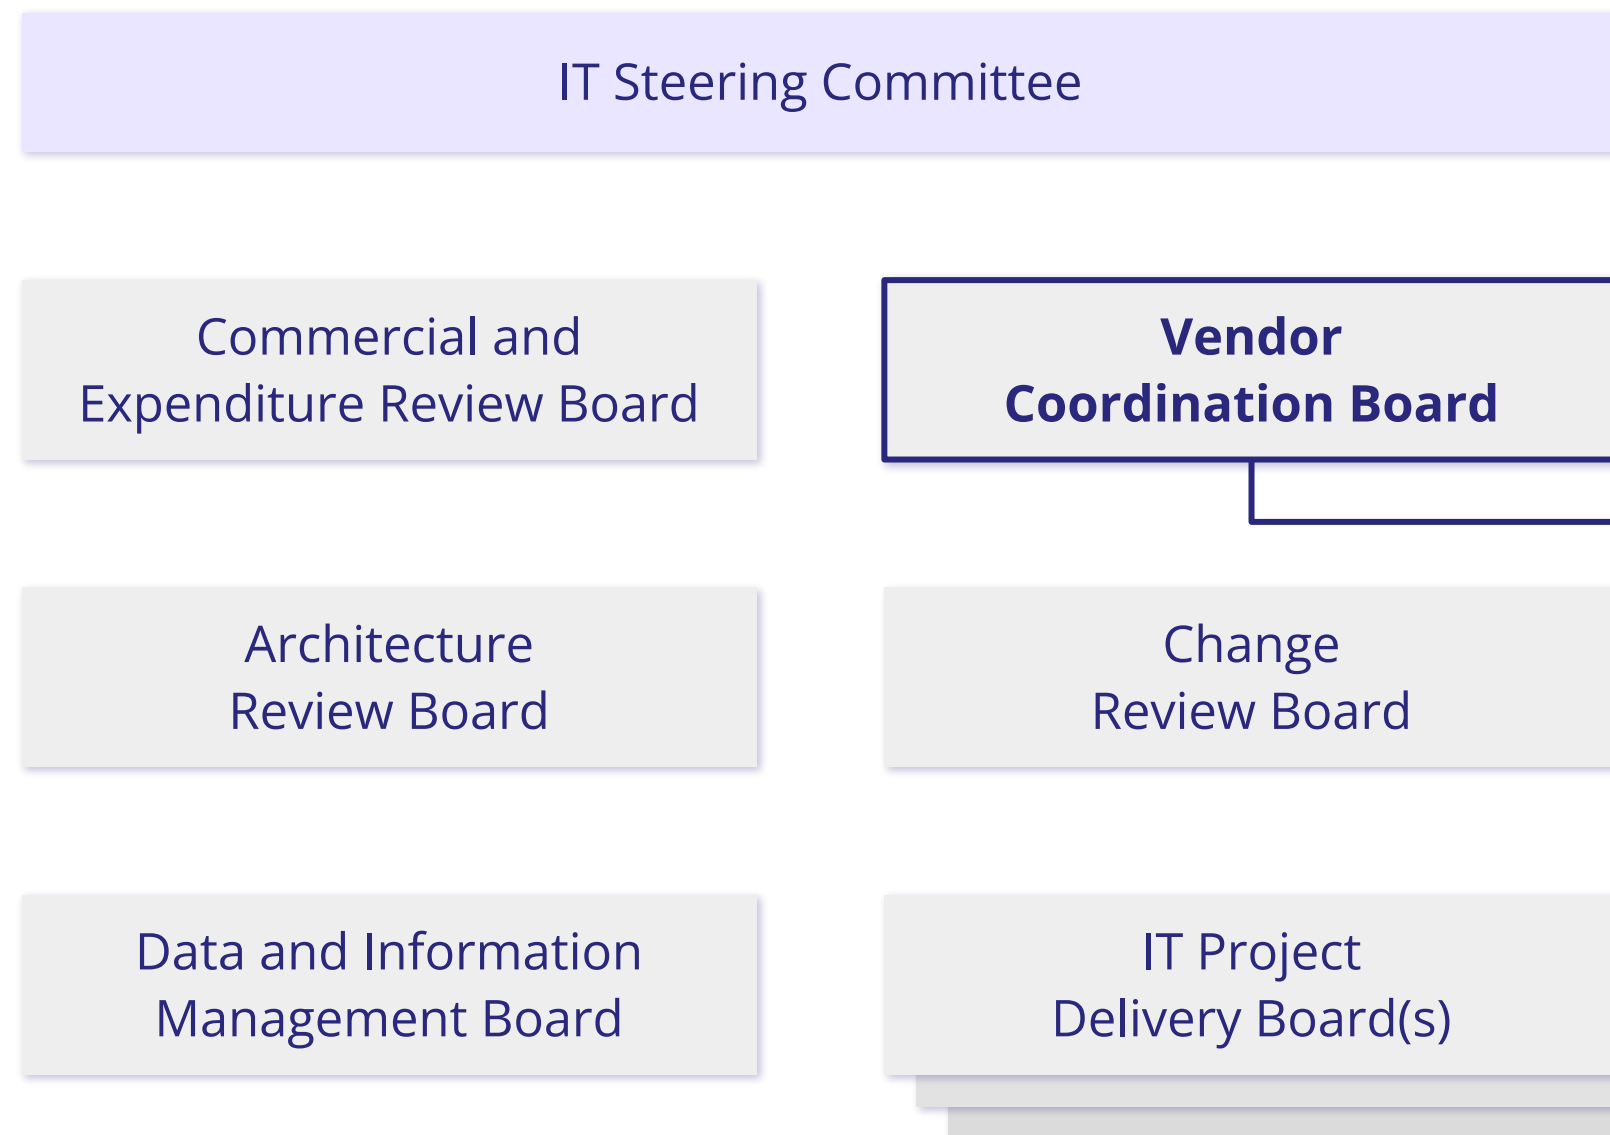 IT Steering Committee
Commercial and
Expenditure Review Board
Vendor
Coordination Board
Architecture
Review Board
Change
Review Board
Data and Information
Management Board
IT Project
Delivery Board(s)